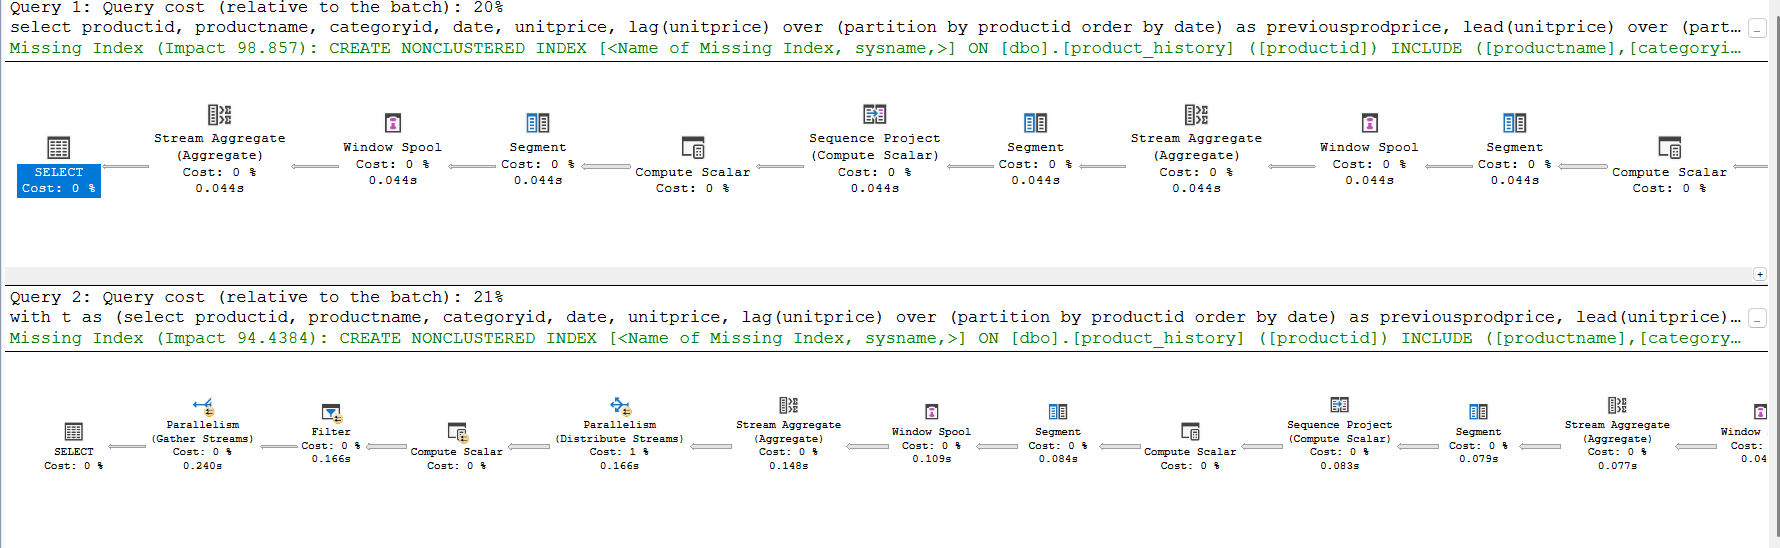 Query 1: Query cost (relative to the batch): 20%
select productid, productname, categoryid, date, unitprice, lag(unitprice) over (partition by productid order by date) as previousprodprice, lead(unitprice) over (part…
Missing Index (Impact 98.857): CREATE NONCLUSTERED INDEX [<Name of Missing Index, sysname,>] ON [dbo].[product_history] ([productid]) INCLUDE ([productname],[categoryi…
SELECT
Cost: 0 %
Stream Aggregate
(Aggregate)
Cost: 0 %
0.044s
Window Spool
Cost: 0 %
0.044s
Segment
Cost: 0 %
0.044s
Compute Scalar
Cost: 0 %
Sequence Project
(Compute Scalar)
Cost: 0 %
0.044s
Segment
Cost: 0 %
0.044s
Stream Aggregate
(Aggregate)
Cost: 0 %
0.044s
Window Spool
Cost: 0 %
0.044s
Segment
Cost: 0 %
0.044s
Compute Scalar
Cost: 0 %
Query 2: Query cost (relative to the batch): 21%
with t as (select productid, productname, categoryid, date, unitprice, lag(unitprice) over (partition by productid order by date) as previousprodprice, lead(unitprice)…
Missing Index (Impact 94.4384): CREATE NONCLUSTERED INDEX [<Name of Missing Index, sysname,>] ON [dbo].[product_history] ([productid]) INCLUDE ([productname],[category…
SELECT
Cost: 0 %
Parallelism
(Gather Streams)
Cost: 0 %
0.240s
Filter
Cost: 0 %
0.166s
Compute Scalar
Cost: 0 %
Parallelism
(Distribute Streams)
Cost: 1 %
0.166s
Stream Aggregate
(Aggregate)
Cost: 0 %
0.148s
Window Spool
Cost: 0 %
0.109s
Segment
Cost: 0 %
0.084s
Compute Scalar
Cost: 0 %
Sequence Project
(Compute Scalar)
Cost: 0 %
0.083s
Segment
Cost: 0 %
0.079s
Stream Aggregate
(Aggregate)
Cost: 0 %
0.077s
Window
Cost:
0.04